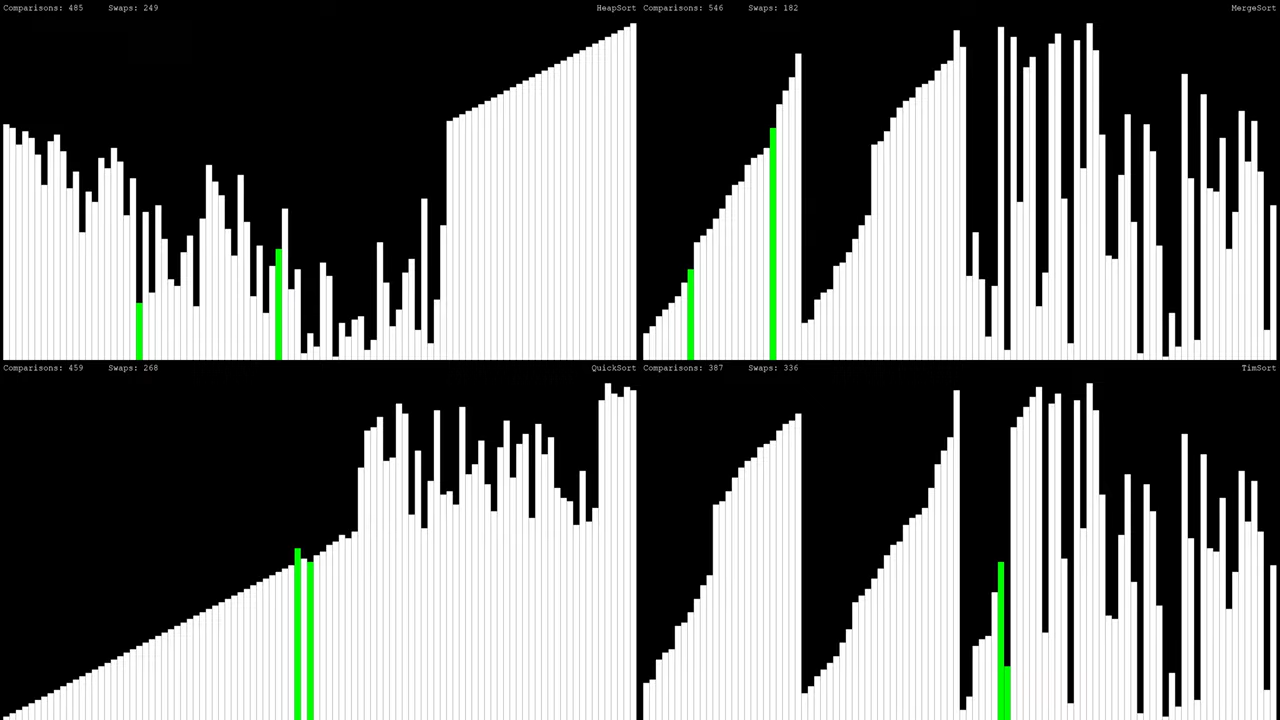 Comparisons: 485 Swaps: 249 HeapSort
Comparisons: 546 Swaps: 182 MergeSort
Comparisons: 459 Swaps: 268 QuickSort
Comparisons: 387 Swaps: 336 TimSort